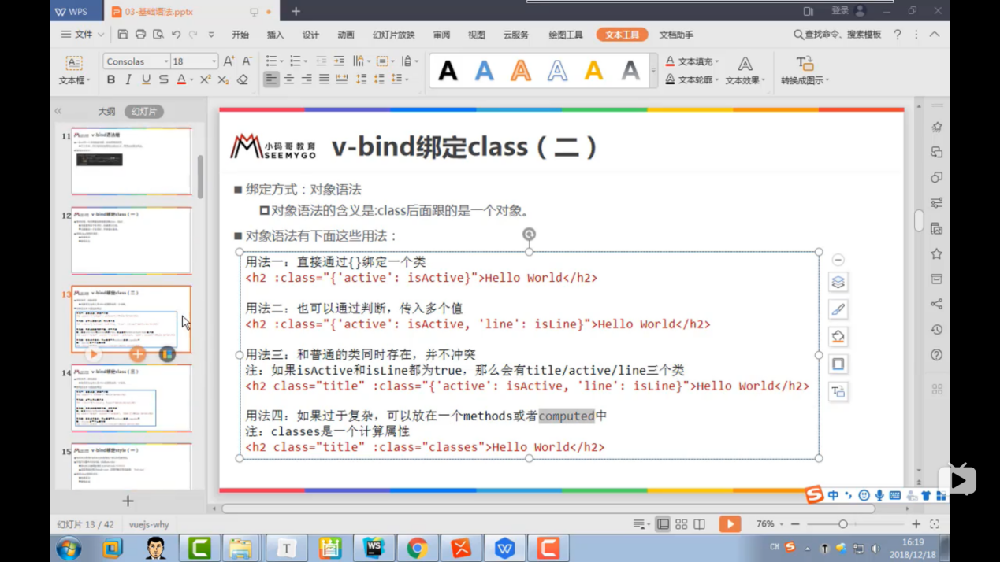 WPS
03-基础语法.pptx
登录
文件
开始
插入
设计
动画
幻灯片放映
审阅
视图
云服务
绘图工具
文本工具
文档助手
查找命令、搜索模板
文本框
Consolas
18
文本填充
文本轮廓
文本效果
转换成图示
大纲
幻灯片
11
v-bind语法糖
12
v-bind绑定class（一）
13
v-bind绑定class（二）
14
v-bind绑定class（三）
15
v-bind绑定style（一）
小码哥教育
SEEMYGO
v-bind绑定class（二）
绑定方式：对象语法
对象语法的含义是:class后面跟的是一个对象。
对象语法有下面这些用法：
用法一：直接通过{}绑定一个类
<h2 :class="{'active': isActive}">Hello World</h2>
用法二：也可以通过判断，传入多个值
<h2 :class="{'active': isActive, 'line': isLine}">Hello World</h2>
用法三：和普通的类同时存在，并不冲突
注：如果isActive和isLine都为true，那么会有title/active/line三个类
<h2 class="title" :class="{'active': isActive, 'line': isLine}">Hello World</h2>
用法四：如果过于复杂，可以放在一个methods或者computed中
注：classes是一个计算属性
<h2 class="title" :class="classes">Hello World</h2>
中
幻灯片 13 / 42
vuejs-why
76%
CH
16:19
2018/12/18